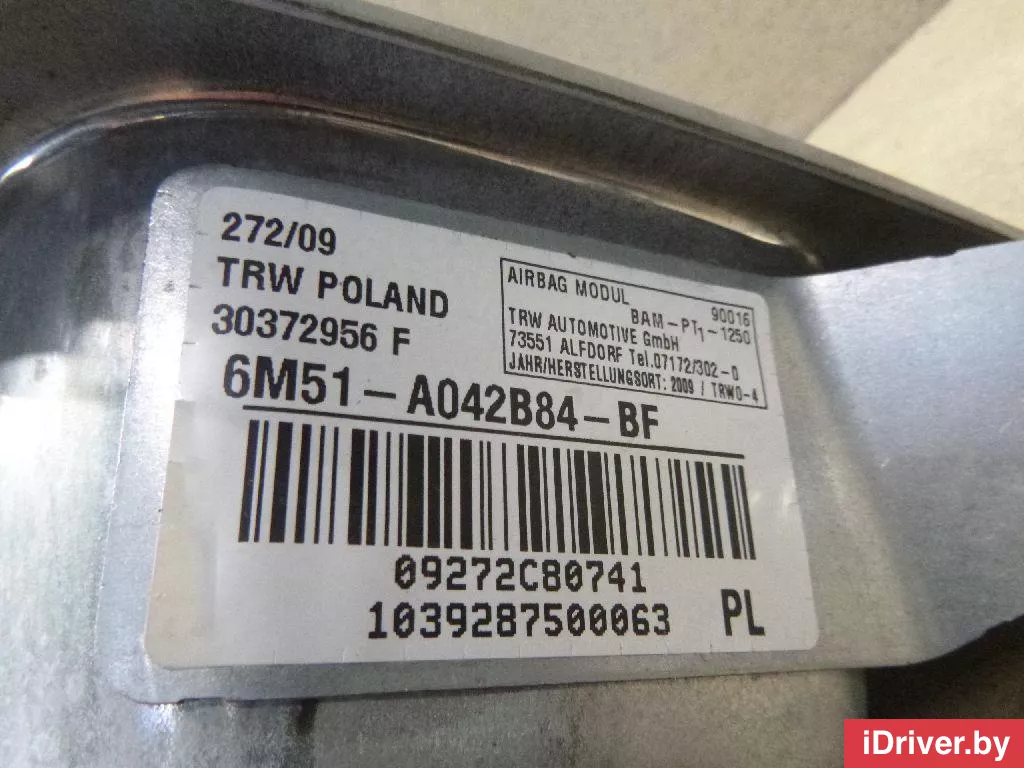 272/09
TRW POLAND
30372956 F
AIRBAG MODUL 90016
BAM-PT1-1250
TRW AUTOMOTIVE GmbH
73551 ALFDORF Tel.07172/302-0
JAHR/HERSTELLUNGSORT: 2009 / TRWO-4
6M51-A042B84-BF
09272C80741
1039287500063
PL
iDriver.by